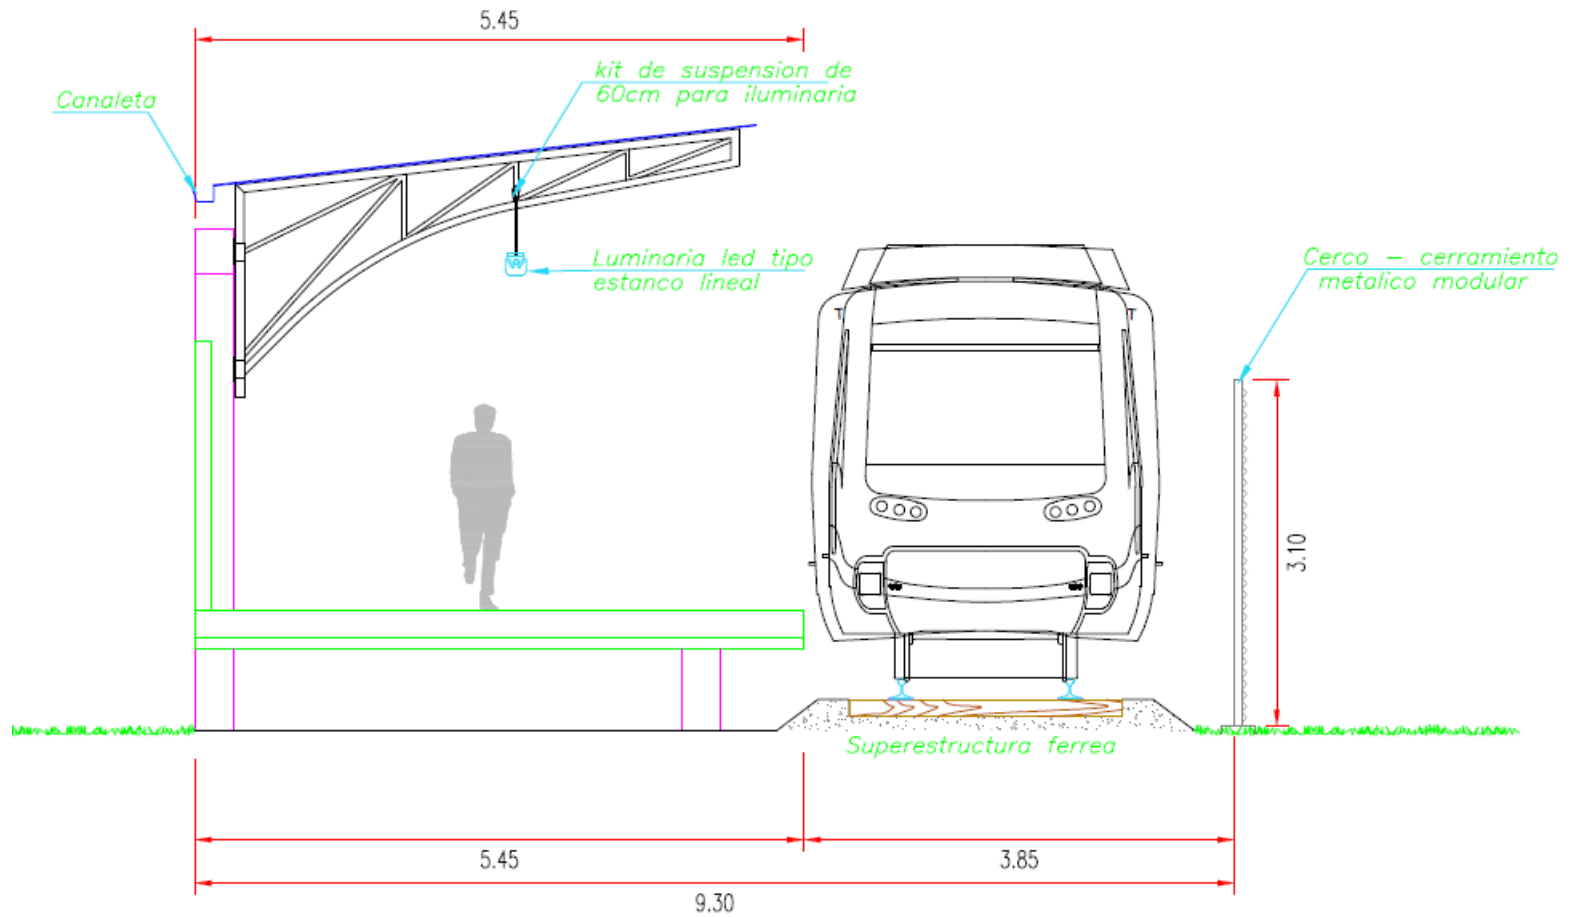 5.45
kit de suspension de
60cm para iluminaria
Canaleta
Luminaria led tipo
estanco lineal
Cerco - cerramiento
metalico modular
3.10
Superestructura ferrea
5.45
3.85
9.30